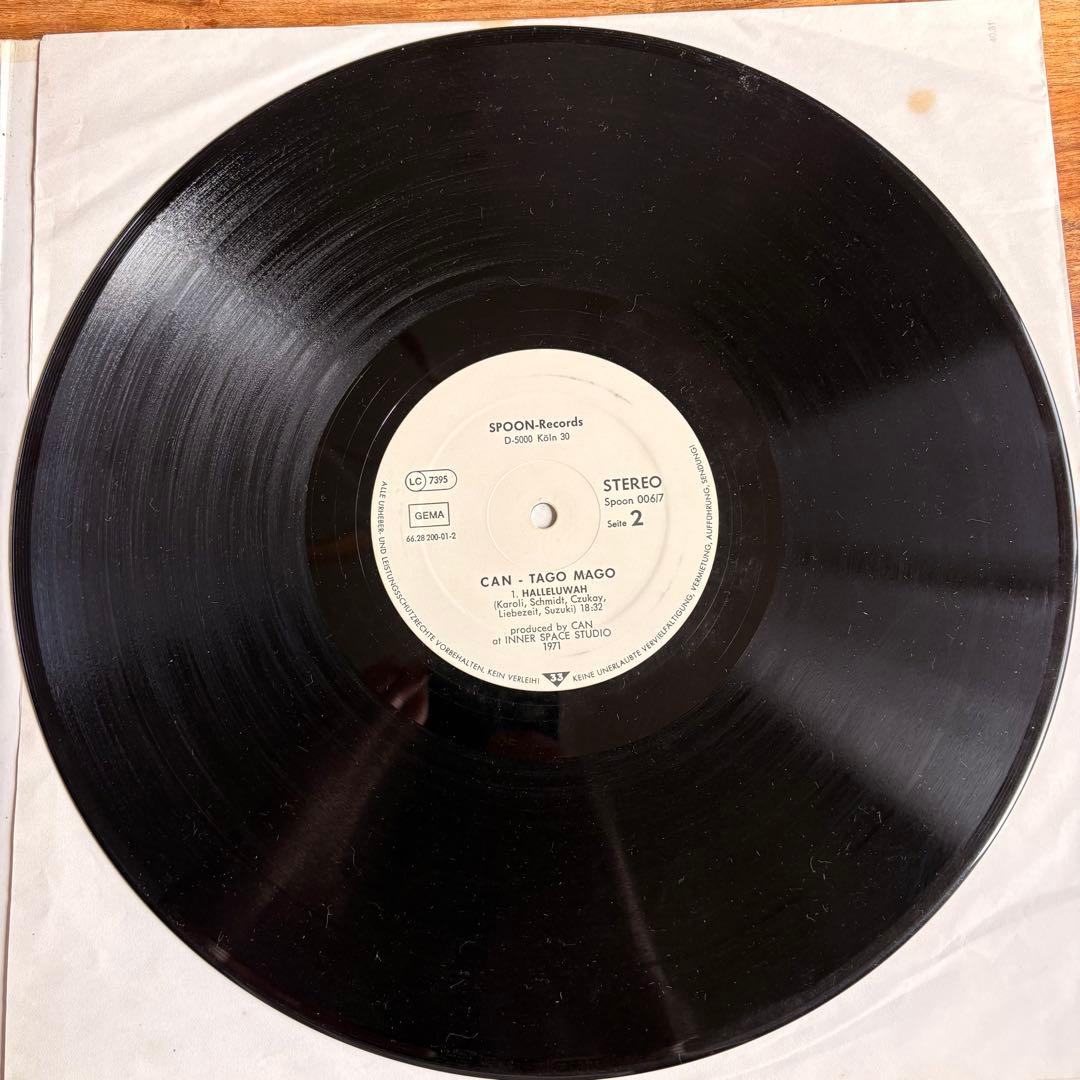 40.81
SPOON-Records
D-5000 Köln 30
LC 7395
GEMA
66.28 200-01-2
STEREO
Spoon 006/7
Seite 2
CAN - TAGO MAGO
1. HALLELUWAH
(Karoli, Schmidt, Czukay,
Liebezeit, Suzuki) 18:32
produced by CAN
at INNER SPACE STUDIO
1971
ALLE URHEBER- UND LEISTUNGSSCHUTZRECHTE VORBEHALTEN, KEIN VERLEIH! 33 KEINE UNERLAUBTE VERVIELFÄLTIGUNG, VERMIETUNG, AUFFÜHRUNG, SENDUNG!